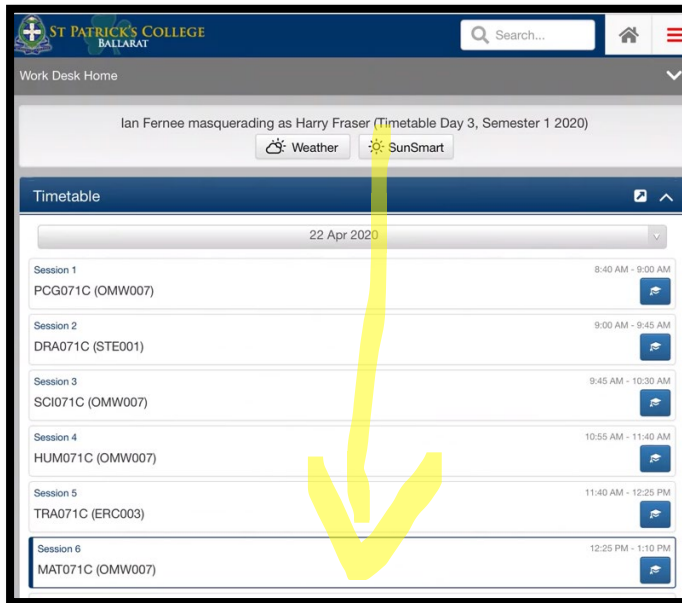 ST PATRICK'S COLLEGE
BALLARAT
Search...
Work Desk Home
Ian Fernee masquerading as Harry Fraser (Timetable Day 3, Semester 1 2020)
Weather SunSmart
Timetable
22 Apr 2020
Session 1 8:40 AM - 9:00 AM
PCG071C (OMW007)
Session 2 9:00 AM - 9:45 AM
DRA071C (STE001)
Session 3 9:45 AM - 10:30 AM
SCI071C (OMW007)
Session 4 10:55 AM - 11:40 AM
HUM071C (OMW007)
Session 5 11:40 AM - 12:25 PM
TRA071C (ERC003)
Session 6 12:25 PM - 1:10 PM
MAT071C (OMW007)